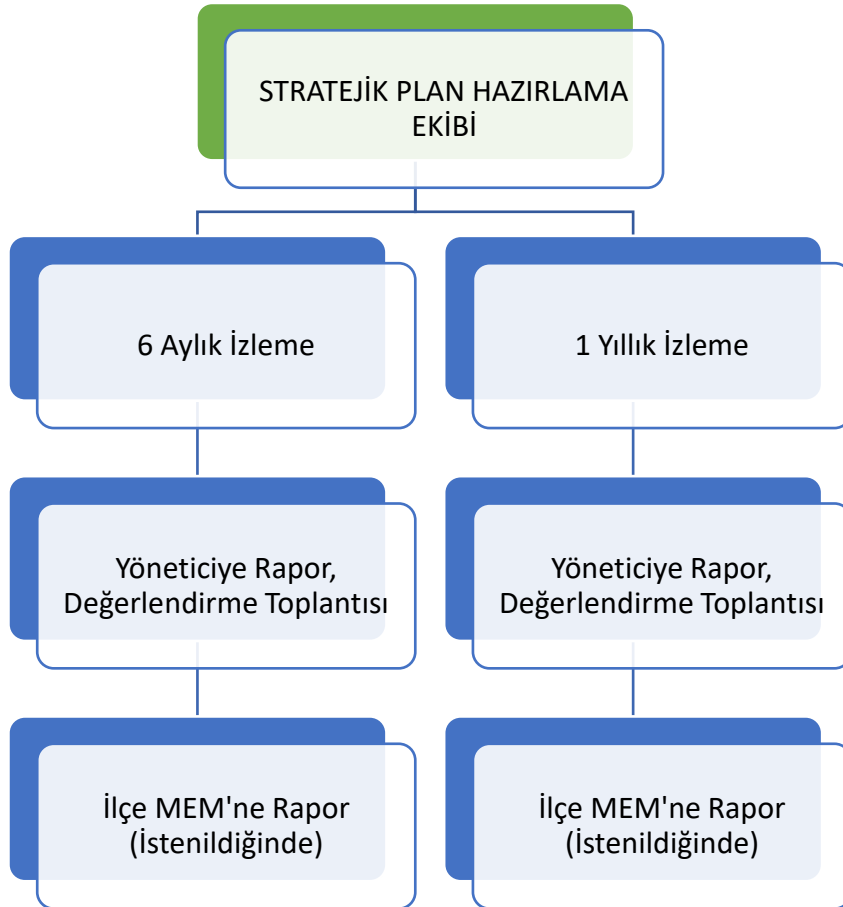 STRATEJİK PLAN HAZIRLAMA
EKİBİ
6 Aylık İzleme
1 Yıllık İzleme
Yöneticiye Rapor,
Değerlendirme Toplantısı
Yöneticiye Rapor,
Değerlendirme Toplantısı
İlçe MEM'ne Rapor
(İstenildiğinde)
İlçe MEM'ne Rapor
(İstenildiğinde)